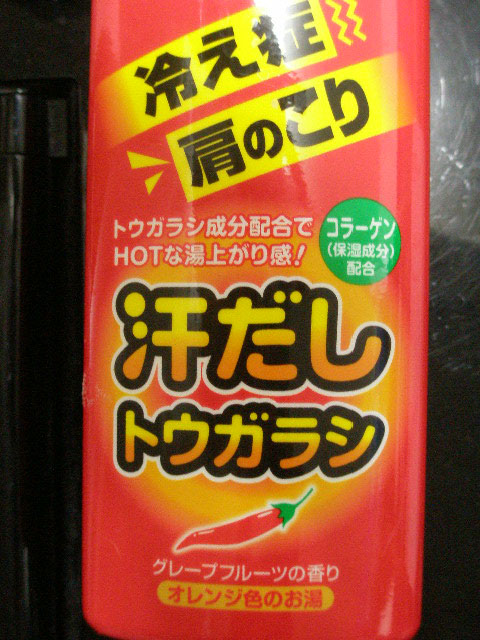 冷え症
肩のこり
トウガラシ成分配合で
HOTな湯上がり感!
コラーゲン
(保湿成分)
配合
汗だし
トウガラシ
グレープフルーツの香り
オレンジ色のお湯